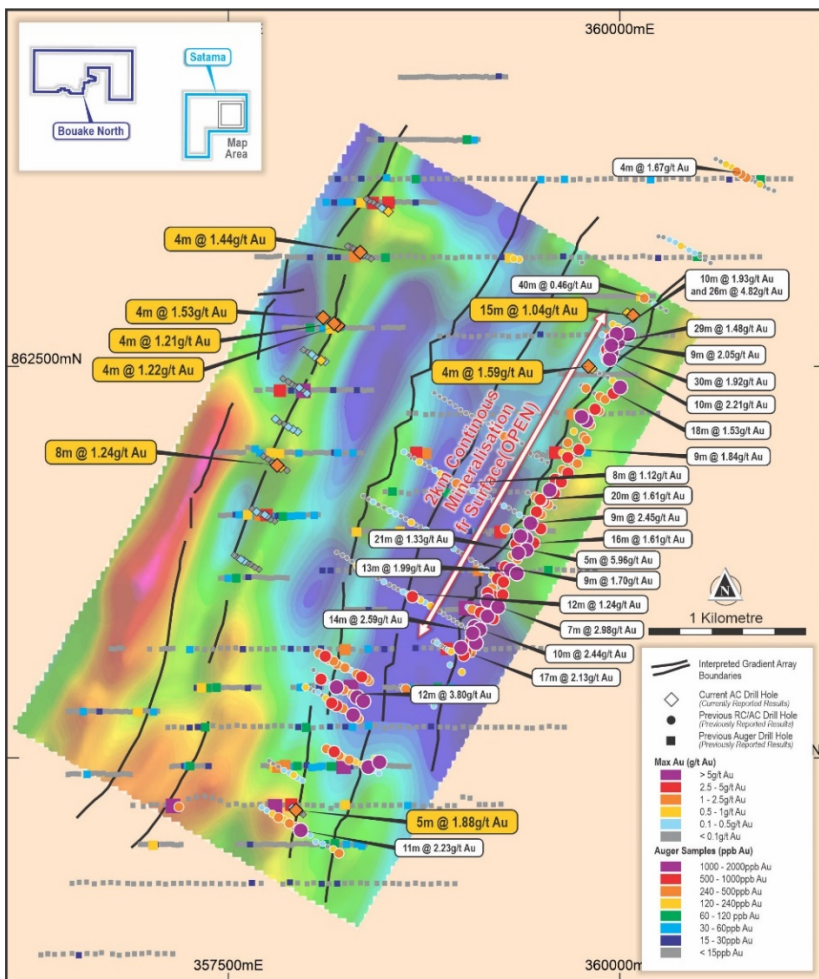 360000mE
Satama
Bouake North
Map
Area
4m @ 1.67g/t Au
4m @ 1.44g/t Au
40m @ 0.46g/t Au
10m @ 1.93g/t Au
and 26m @ 4.82g/t Au
4m @ 1.53g/t Au
15m @ 1.04g/t Au
4m @ 1.21g/t Au
29m @ 1.48g/t Au
862500mN
9m @ 2.05g/t Au
4m @ 1.22g/t Au
4m @ 1.59g/t Au
30m @ 1.92g/t Au
10m @ 2.21g/t Au
18m @ 1.53g/t Au
8m @ 1.24g/t Au
9m @ 1.84g/t Au
2km Continous
Mineralisation
fr Surface(OPEN)
8m @ 1.12g/t Au
20m @ 1.61g/t Au
9m @ 2.45g/t Au
21m @ 1.33g/t Au
16m @ 1.61g/t Au
5m @ 5.96g/t Au
13m @ 1.99g/t Au
9m @ 1.70g/t Au
12m @ 1.24g/t Au
14m @ 2.59g/t Au
7m @ 2.98g/t Au
10m @ 2.44g/t Au
17m @ 2.13g/t Au
12m @ 3.80g/t Au
5m @ 1.88g/t Au
11m @ 2.23g/t Au
N
1 Kilometre
Interpreted Gradient Array
Boundaries
Current AC Drill Hole
(Currently Reported Results)
Previous RC/AC Drill Hole
(Previously Reported Results)
Previous Auger Drill Hole
(Previously Reported Results)
Max Au (g/t Au)
> 5g/t Au
2.5 - 5g/t Au
1 - 2.5g/t Au
0.5 - 1g/t Au
0.1 - 0.5g/t Au
< 0.1g/t Au
Auger Samples (ppb Au)
1000 - 2000ppb Au
500 - 1000ppb Au
240 - 500ppb Au
120 - 240ppb Au
60 - 120 ppb Au
30 - 60ppb Au
15 - 30ppb Au
< 15ppb Au
357500mE
360000mE